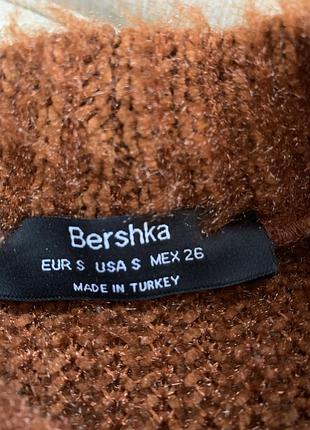 Bershka
EUR S USA S MEX 26
MADE IN TURKEY